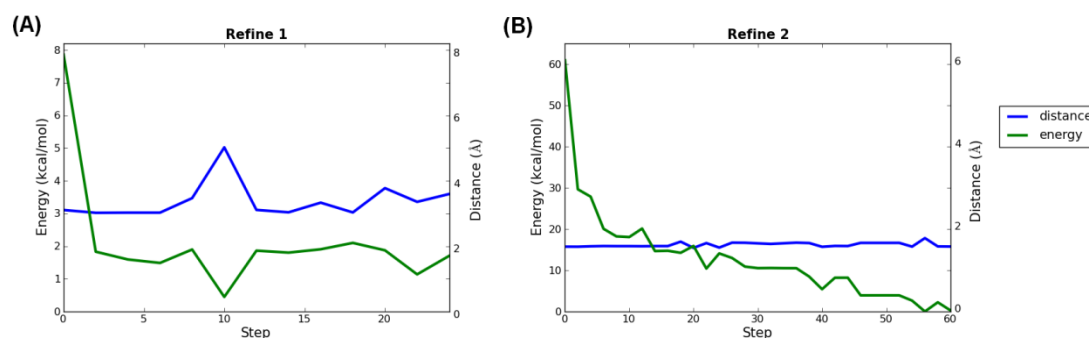 (A)
Refine 1
8
7
6
5
4
3
2
1
0
Energy (kcal/mol)
0 5 10 15 20
Step
8
6
4
2
0
Distance (Å)
(B)
Refine 2
60
50
40
30
20
10
0
Energy (kcal/mol)
0 10 20 30 40 50 60
Step
6
4
2
0
Distance (Å)
distance
energy